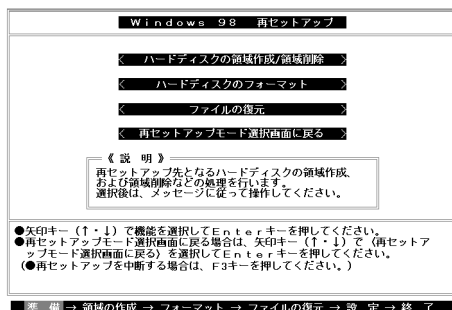 Ｗｉｎｄｏｗｓ　９８　再セットアップ
〈　ハードディスクの領域作成/領域削除　〉
〈　ハードディスクのフォーマット　〉
〈　ファイルの復元　〉
〈　再セットアップモード選択画面に戻る　〉
《 説　明 》
再セットアップ先となるハードディスクの領域作成、
および領域削除などの処理を行います。
選択後は、メッセージに従って操作してください。
●矢印キー（↑・↓）で機能を選択してＥｎｔｅｒキーを押してください。
●再セットアップモード選択画面に戻る場合は、矢印キー（↑・↓）で〈再セットア
ップモード選択画面に戻る〉を選択してＥｎｔｅｒキーを押してください。
（●再セットアップを中断する場合は、F3キーを押してください。）
準　備 → 領域の作成 → フォーマット → ファイルの復元 → 設　定 → 終　了